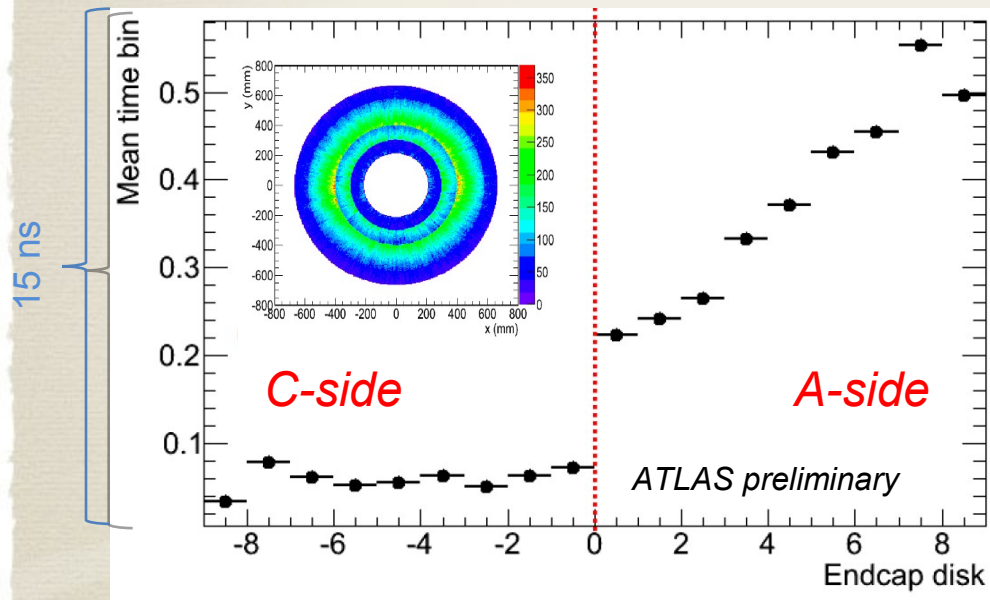 15 ns
Mean time bin
0.5
0.4
0.3
0.2
0.1
y (mm)
800
600
400
200
0
-200
-400
-600
-800
-800 -600 -400 -200 0 200 400 600 800
x (mm)
350
300
250
200
150
100
50
0
C-side
A-side
ATLAS preliminary
-8 -6 -4 -2 0 2 4 6 8
Endcap disk